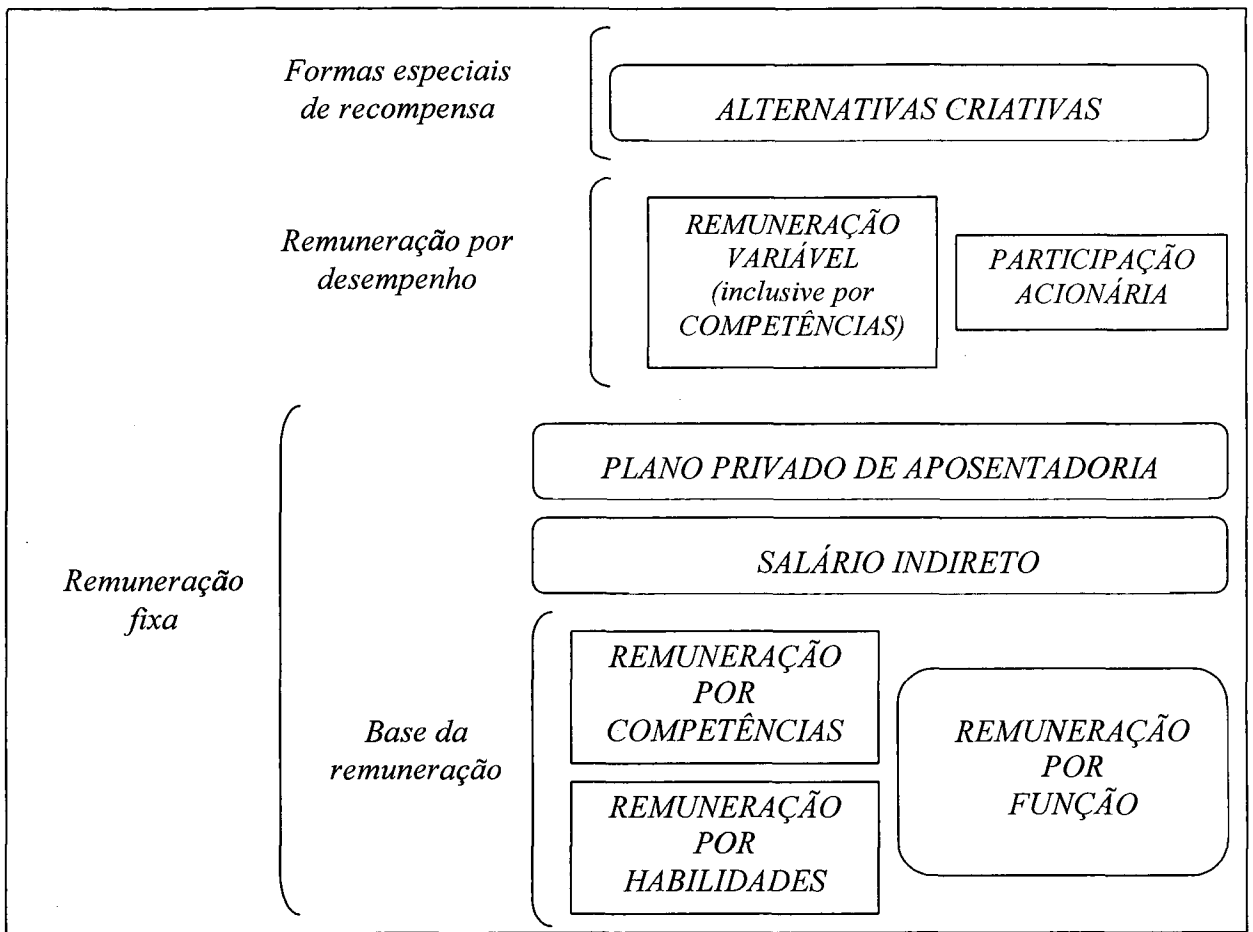 Formas especiais
de recompensa
ALTERNATIVAS CRIATIVAS
Remuneração por
desempenho
REMUNERAÇÃO
VARIÁVEL
(inclusive por
COMPETÊNCIAS)
PARTICIPAÇÃO
ACIONÁRIA
Remuneração
fixa
PLANO PRIVADO DE APOSENTADORIA
SALÁRIO INDIRETO
Base da
remuneração
REMUNERAÇÃO
POR
COMPETÊNCIAS
REMUNERAÇÃO
POR
HABILIDADES
REMUNERAÇÃO
POR
FUNÇÃO